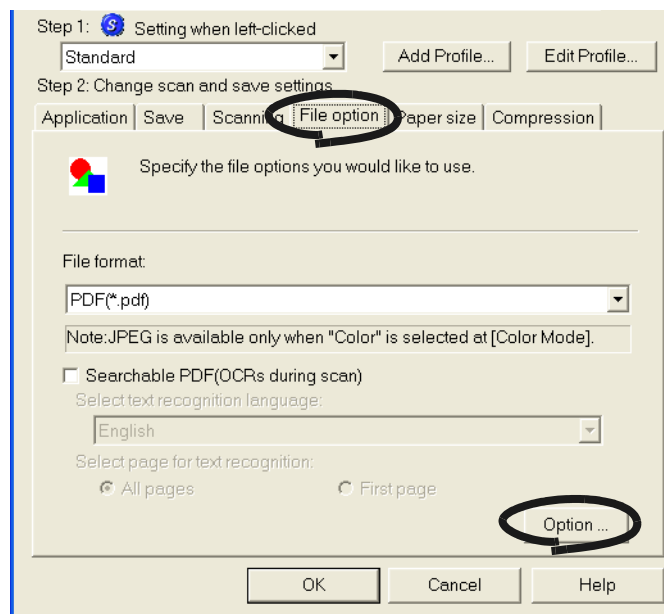 Step 1: S Setting when left-clicked
Standard Add Profile... Edit Profile...
Step 2: Change scan and save settings
Application Save Scanning File option Paper size Compression
Specify the file options you would like to use.
File format:
PDF(*.pdf)
Note:JPEG is available only when "Color" is selected at [Color Mode].
Searchable PDF(OCRs during scan)
Select text recognition language:
English
Select page for text recognition:
All pages First page
Option ...
OK Cancel Help